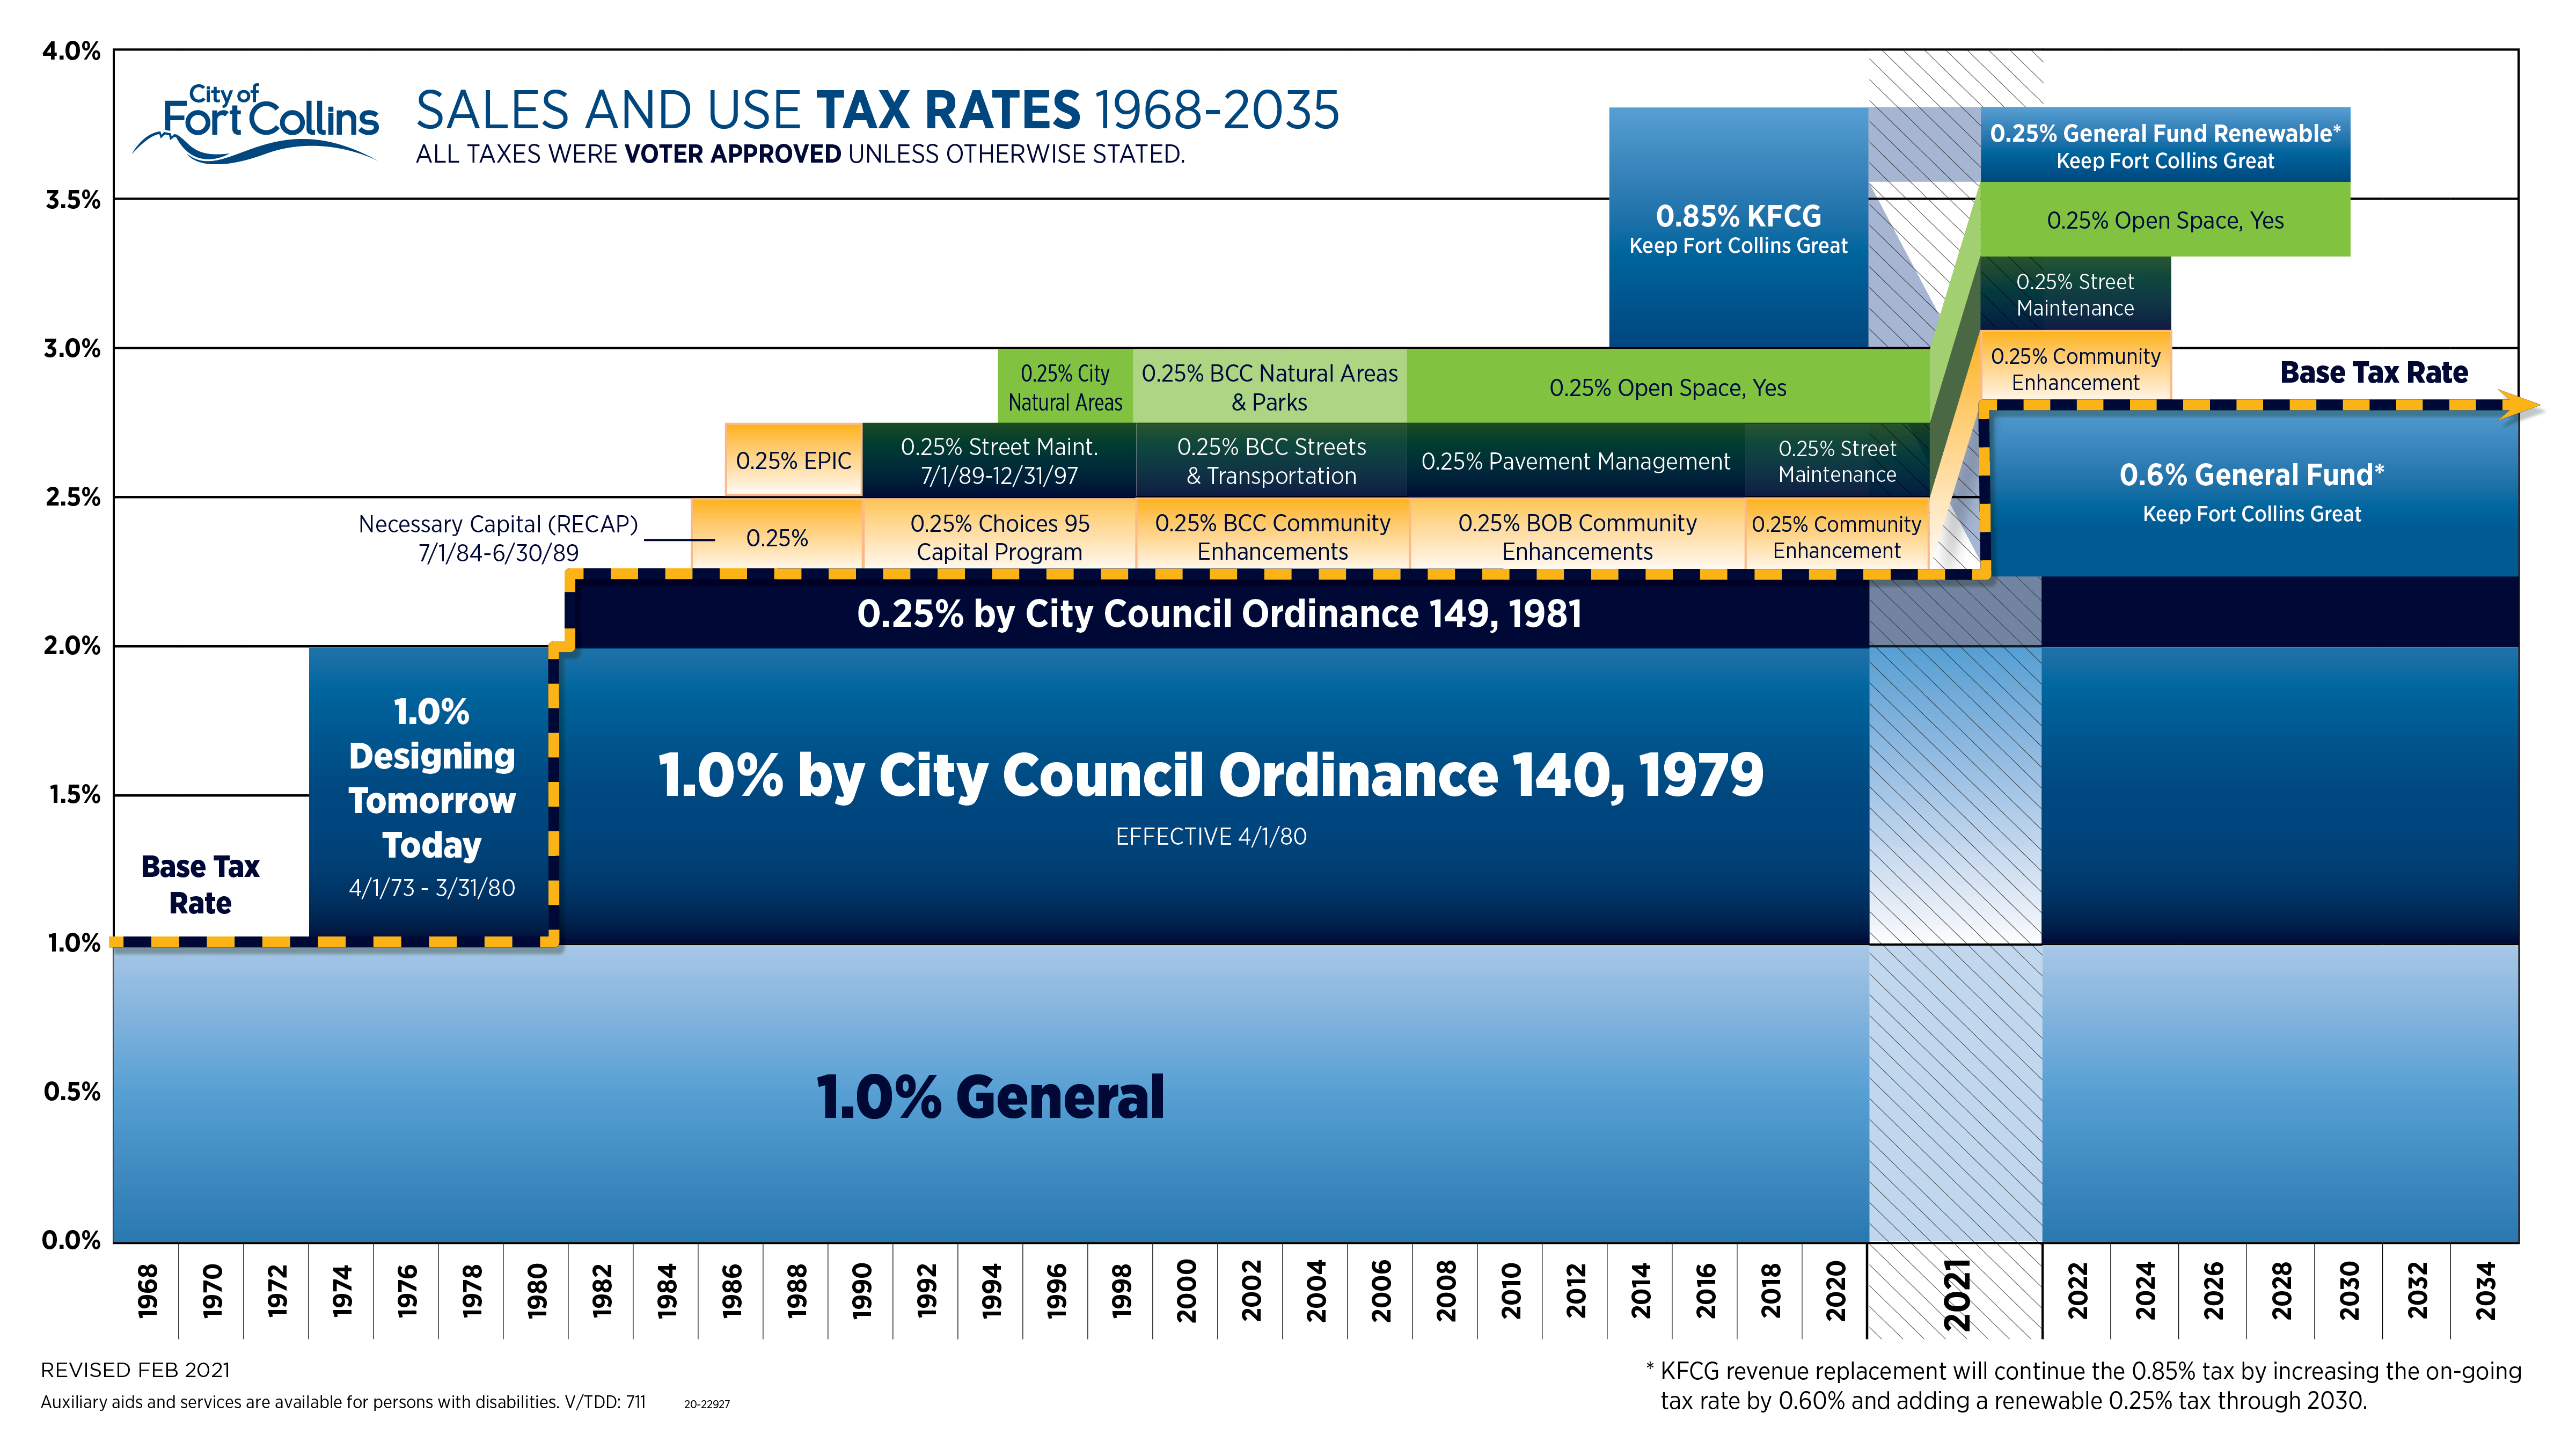 4.0%
City of
Fort Collins
SALES AND USE TAX RATES 1968-2035
ALL TAXES WERE VOTER APPROVED UNLESS OTHERWISE STATED.
0.25% General Fund Renewable*
Keep Fort Collins Great
3.5%
0.85% KFCG
Keep Fort Collins Great
0.25% Open Space, Yes
0.25% Street
Maintenance
3.0%
0.25% City
Natural Areas
0.25% BCC Natural Areas
& Parks
0.25% Open Space, Yes
0.25% Community
Enhancement
Base Tax Rate
0.25% EPIC
0.25% Street Maint.
7/1/89-12/31/97
0.25% BCC Streets
& Transportation
0.25% Pavement Management
0.25% Street
Maintenance
0.6% General Fund*
Keep Fort Collins Great
2.5%
Necessary Capital (RECAP)
7/1/84-6/30/89
0.25%
0.25% Choices 95
Capital Program
0.25% BCC Community
Enhancements
0.25% BOB Community
Enhancements
0.25% Community
Enhancement
0.25% by City Council Ordinance 149, 1981
2.0%
1.0%
Designing
Tomorrow
Today
4/1/73 - 3/31/80
1.0% by City Council Ordinance 140, 1979
EFFECTIVE 4/1/80
1.5%
Base Tax
Rate
1.0%
1.0% General
0.5%
0.0%
1968
1970
1972
1974
1976
1978
1980
1982
1984
1986
1988
1990
1992
1994
1996
1998
2000
2002
2004
2006
2008
2010
2012
2014
2016
2018
2020
2021
2022
2024
2026
2028
2030
2032
2034
REVISED FEB 2021
Auxiliary aids and services are available for persons with disabilities. V/TDD: 711
20-22927
* KFCG revenue replacement will continue the 0.85% tax by increasing the on-going
tax rate by 0.60% and adding a renewable 0.25% tax through 2030.